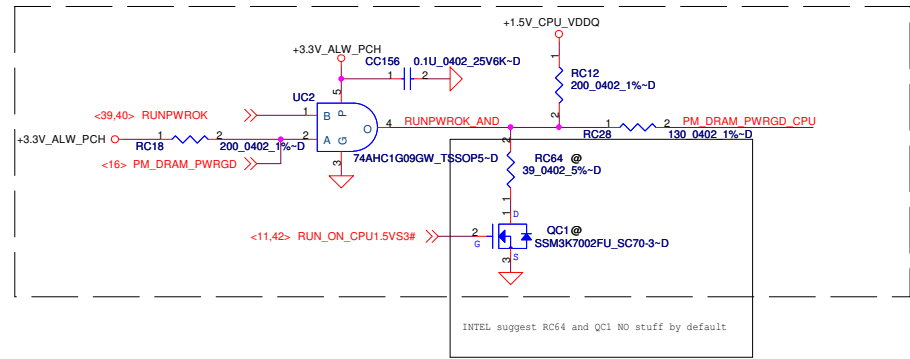 +1.5V_CPU_VDDQ
+3.3V_ALW_PCH
CC156 0.1U_0402_25V6K~D
1 2
1
RC12
200_0402_1%~D
2
UC2
5
<39,40> RUNPWROK
1
B
P
O
4
RUNPWROK_AND
1 2
PM_DRAM_PWRGD_CPU
RC28
130_0402_1%~D
+3.3V_ALW_PCH
1 2
RC18
200_0402_1%~D
2
A
G
3
74AHC1G09GW_TSSOP5~D
<16> PM_DRAM_PWRGD
2
RC64 @
39_0402_5%~D
1
1
D
<11,42> RUN_ON_CPU1.5VS3#
2
G
QC1 @
SSM3K7002FU_SC70-3~D
S
3
INTEL suggest RC64 and QC1 NO stuff by default